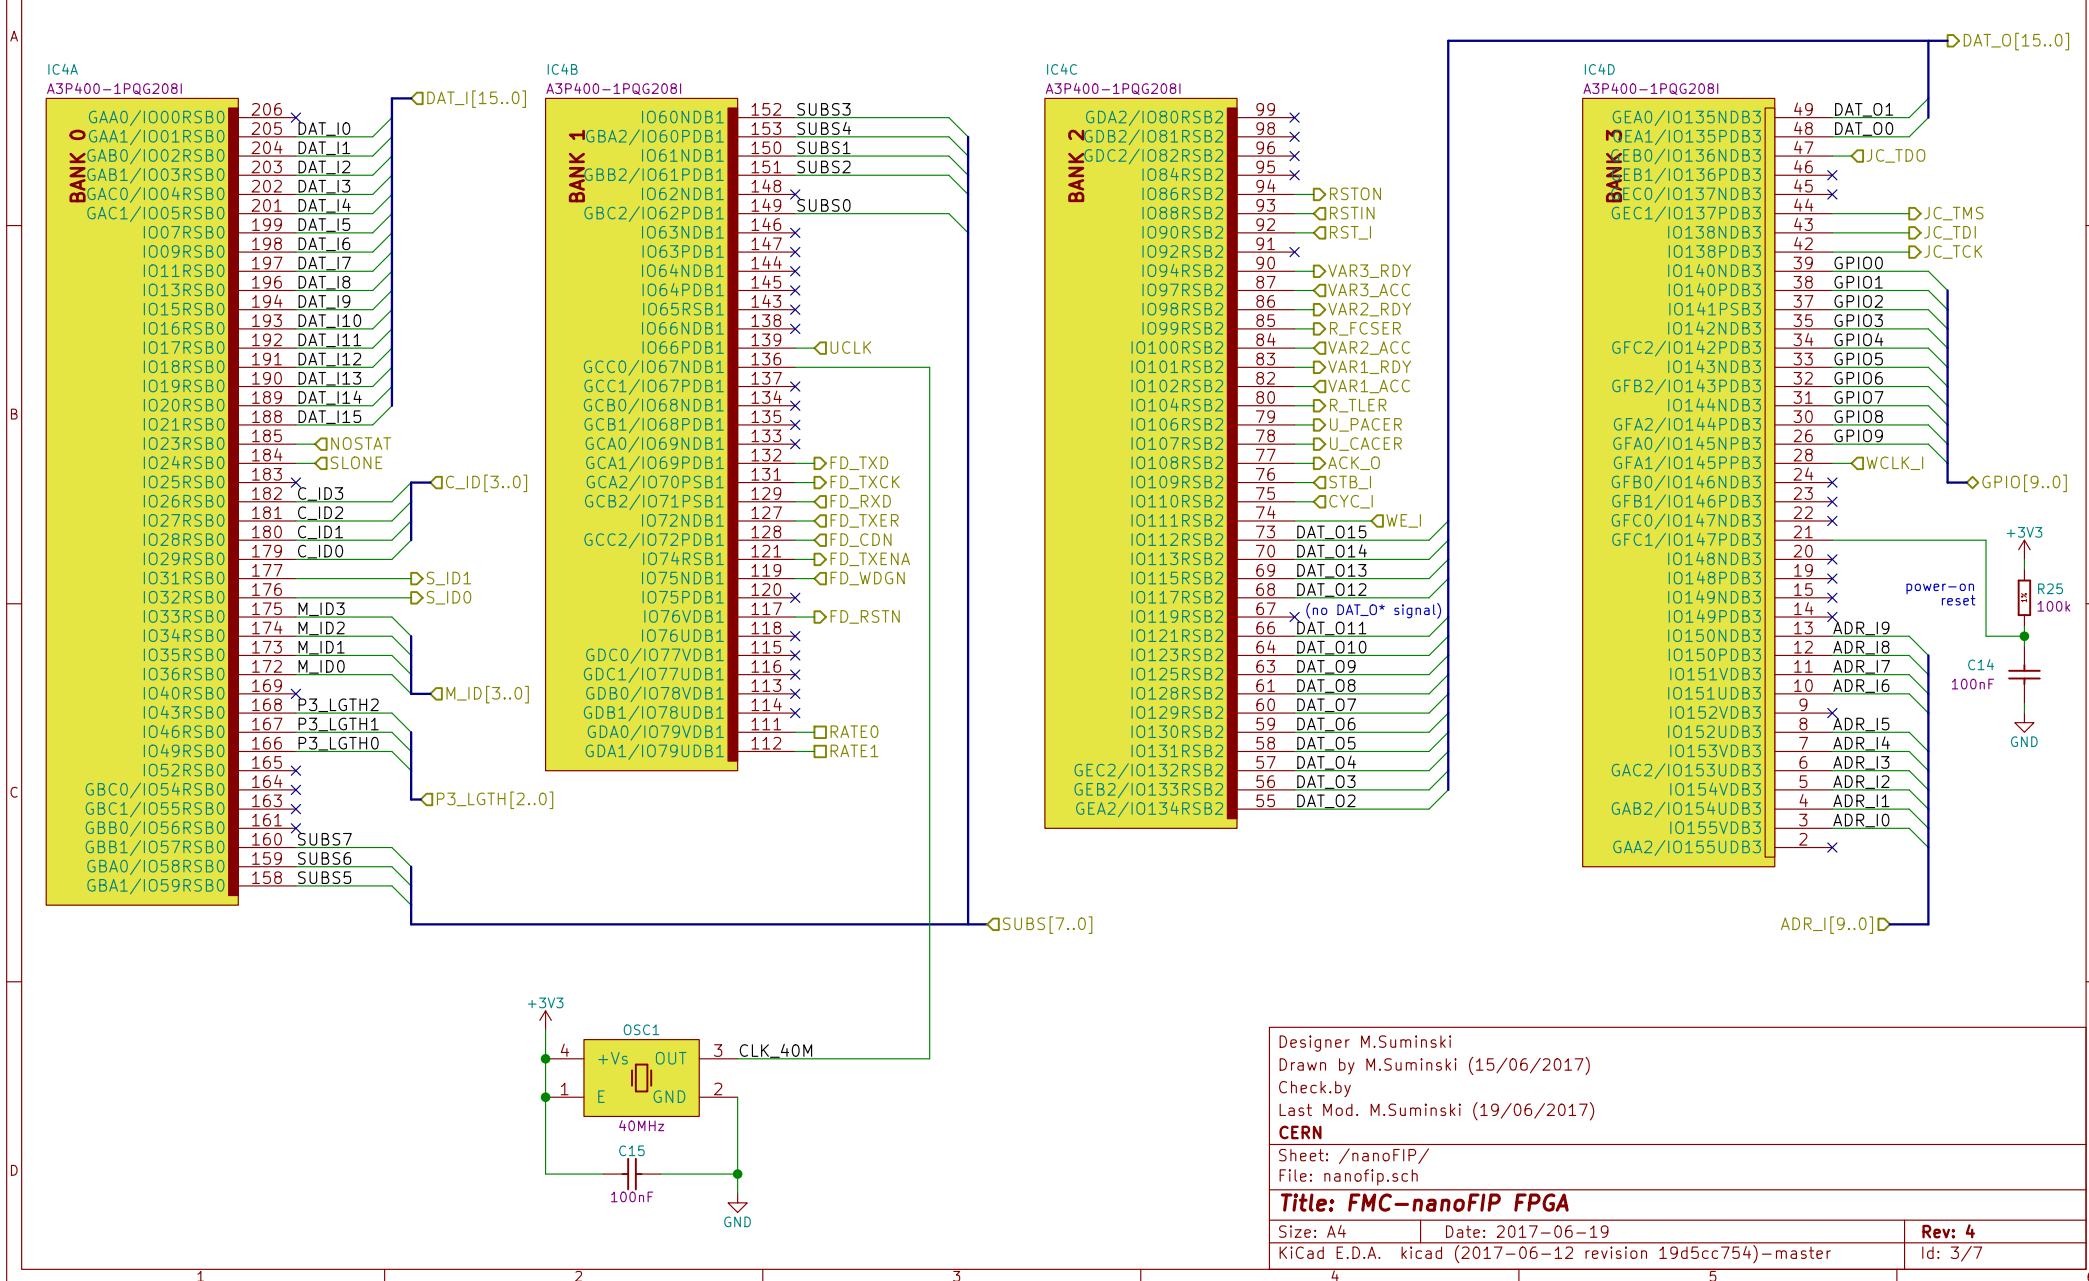 A
B
C
D
IC4A
A3P400-1PQG208I
BANK 0
GAA0/IO00RSB0 206
GAA1/IO01RSB0 205 DAT_I0
GAB0/IO02RSB0 204 DAT_I1
GAB1/IO03RSB0 203 DAT_I2
GAC0/IO04RSB0 202 DAT_I3
GAC1/IO05RSB0 201 DAT_I4
IO07RSB0 199 DAT_I5
IO09RSB0 198 DAT_I6
IO11RSB0 197 DAT_I7
IO13RSB0 196 DAT_I8
IO15RSB0 194 DAT_I9
IO16RSB0 193 DAT_I10
IO17RSB0 192 DAT_I11
IO18RSB0 191 DAT_I12
IO19RSB0 190 DAT_I13
IO20RSB0 189 DAT_I14
IO21RSB0 188 DAT_I15
IO23RSB0 185 NOSTAT
IO24RSB0 184 SLONE
IO25RSB0 183
IO26RSB0 182 C_ID3
IO27RSB0 181 C_ID2
IO28RSB0 180 C_ID1
IO29RSB0 179 C_ID0
IO31RSB0 177 S_ID1
IO32RSB0 176 S_ID0
IO33RSB0 175 M_ID3
IO34RSB0 174 M_ID2
IO35RSB0 173 M_ID1
IO36RSB0 172 M_ID0
IO40RSB0 169
IO43RSB0 168 P3_LGTH2
IO46RSB0 167 P3_LGTH1
IO49RSB0 166 P3_LGTH0
IO52RSB0 165
GBC0/IO54RSB0 164
GBC1/IO55RSB0 163
GBB0/IO56RSB0 161
GBB1/IO57RSB0 160 SUBS7
GBA0/IO58RSB0 159 SUBS6
GBA1/IO59RSB0 158 SUBS5
DAT_I[15..0]
C_ID[3..0]
M_ID[3..0]
P3_LGTH[2..0]
IC4B
A3P400-1PQG208I
BANK 1
IO60NDB1 152 SUBS3
GBA2/IO60PDB1 153 SUBS4
IO61NDB1 150 SUBS1
GBB2/IO61PDB1 151 SUBS2
IO62NDB1 148
GBC2/IO62PDB1 149 SUBS0
IO63NDB1 146
IO63PDB1 147
IO64NDB1 144
IO64PDB1 145
IO65RSB1 143
IO66NDB1 138
IO66PDB1 139 UCLK
GCC0/IO67NDB1 136
GCC1/IO67PDB1 137
GCB0/IO68NDB1 134
GCB1/IO68PDB1 135
GCA0/IO69NDB1 133
GCA1/IO69PDB1 132 FD_TXD
GCA2/IO70PSB1 131 FD_TXCK
GCB2/IO71PSB1 129 FD_RXD
IO72NDB1 127 FD_TXER
GCC2/IO72PDB1 128 FD_CDN
IO74RSB1 121 FD_TXENA
IO75NDB1 119 FD_WDGN
IO75PDB1 120
IO76VDB1 117 FD_RSTN
IO76UDB1 118
GDC0/IO77VDB1 115
GDC1/IO77UDB1 116
GDB0/IO78VDB1 113
GDB1/IO78UDB1 114
GDA0/IO79VDB1 111 RATE0
GDA1/IO79UDB1 112 RATE1
SUBS[7..0]
IC4C
A3P400-1PQG208I
BANK 2
GDA2/IO80RSB2 99
GDB2/IO81RSB2 98
GDC2/IO82RSB2 96
IO84RSB2 95
IO86RSB2 94 RSTON
IO88RSB2 93 RSTIN
IO90RSB2 92 RST_I
IO92RSB2 91
IO94RSB2 90 VAR3_RDY
IO97RSB2 87 VAR3_ACC
IO98RSB2 86 VAR2_RDY
IO99RSB2 85 R_FCSER
IO100RSB2 84 VAR2_ACC
IO101RSB2 83 VAR1_RDY
IO102RSB2 82 VAR1_ACC
IO104RSB2 80 R_TLER
IO106RSB2 79 U_PACER
IO107RSB2 78 U_CACER
IO108RSB2 77 ACK_O
IO109RSB2 76 STB_I
IO110RSB2 75 CYC_I
IO111RSB2 74 WE_I
IO112RSB2 73 DAT_O15
IO113RSB2 70 DAT_O14
IO115RSB2 69 DAT_O13
IO117RSB2 68 DAT_O12
IO119RSB2 67 (no DAT_O* signal)
IO121RSB2 66 DAT_O11
IO123RSB2 64 DAT_O10
IO125RSB2 63 DAT_O9
IO128RSB2 61 DAT_O8
IO129RSB2 60 DAT_O7
IO130RSB2 59 DAT_O6
IO131RSB2 58 DAT_O5
GEC2/IO132RSB2 57 DAT_O4
GEB2/IO133RSB2 56 DAT_O3
GEA2/IO134RSB2 55 DAT_O2
DAT_O[15..0]
IC4D
A3P400-1PQG208I
BANK 3
GEA0/IO135NDB3 49 DAT_O1
GEA1/IO135PDB3 48 DAT_O0
GEB0/IO136NDB3 47 JC_TDO
GEB1/IO136PDB3 46
GEC0/IO137NDB3 45
GEC1/IO137PDB3 44 JC_TMS
IO138NDB3 43 JC_TDI
IO138PDB3 42 JC_TCK
IO140NDB3 39 GPIO0
IO140PDB3 38 GPIO1
IO141PSB3 37 GPIO2
IO142NDB3 35 GPIO3
GFC2/IO142PDB3 34 GPIO4
IO143NDB3 33 GPIO5
GFB2/IO143PDB3 32 GPIO6
IO144NDB3 31 GPIO7
GFA2/IO144PDB3 30 GPIO8
GFA0/IO145NPB3 26 GPIO9
GFA1/IO145PPB3 28 WCLK_I
GFB0/IO146NDB3 24
GFB1/IO146PDB3 23
GFC0/IO147NDB3 22
GFC1/IO147PDB3 21
IO148NDB3 20
IO148PDB3 19
IO149NDB3 15
IO149PDB3 14
IO150NDB3 13 ADR_I9
IO150PDB3 12 ADR_I8
IO151VDB3 11 ADR_I7
IO151UDB3 10 ADR_I6
IO152VDB3 9
IO152UDB3 8 ADR_I5
IO153VDB3 7 ADR_I4
GAC2/IO153UDB3 6 ADR_I3
IO154VDB3 5 ADR_I2
GAB2/IO154UDB3 4 ADR_I1
IO155VDB3 3 ADR_I0
GAA2/IO155UDB3 2
GPIO[9..0]
+3V3
power-on
reset
1%
R25
100k
C14
100nF
GND
ADR_I[9..0]
+3V3
OSC1
4 +Vs OUT 3 CLK_40M
1 E GND 2
40MHz
C15
100nF
GND
Designer M.Suminski
Drawn by M.Suminski (15/06/2017)
Check.by
Last Mod. M.Suminski (19/06/2017)
CERN
Sheet: /nanoFIP/
File: nanofip.sch
Title: FMC-nanoFIP FPGA
Size: A4 Date: 2017-06-19 Rev: 4
KiCad E.D.A. kicad (2017-06-12 revision 19d5cc754)-master Id: 3/7
1 2 3 4 5